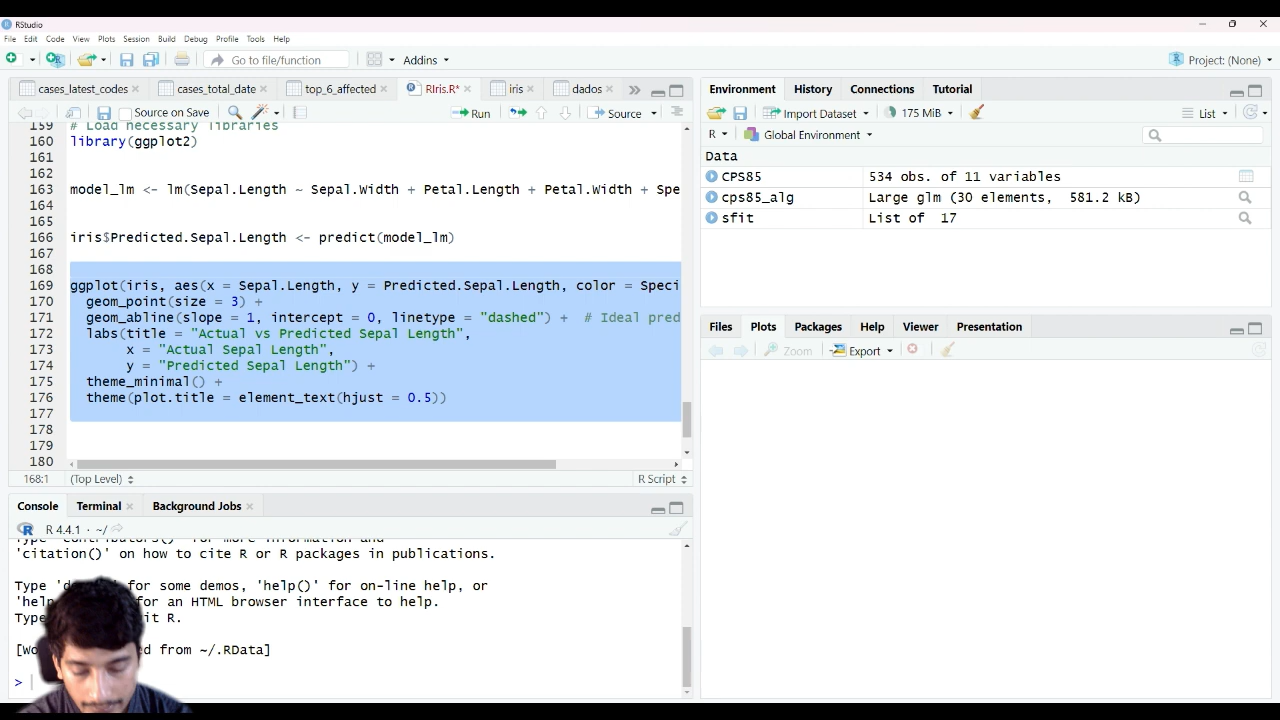 RStudio
File Edit Code View Plots Session Build Debug Profile Tools Help
Go to file/function Addins Project: (None)
cases_latest_codes cases_total_date top_6_affected RIris.R* iris dados
Source on Save Run Source
159 # Load necessary libraries
160 library(ggplot2)
161
162
163 model_lm <- lm(Sepal.Length ~ Sepal.Width + Petal.Length + Petal.Width + Spe
164
165
166 iris$Predicted.Sepal.Length <- predict(model_lm)
167
168
169 ggplot(iris, aes(x = Sepal.Length, y = Predicted.Sepal.Length, color = Speci
170 geom_point(size = 3) +
171 geom_abline(slope = 1, intercept = 0, linetype = "dashed") + # Ideal pred
172 labs(title = "Actual vs Predicted Sepal Length",
173 x = "Actual Sepal Length",
174 y = "Predicted Sepal Length") +
175 theme_minimal() +
176 theme(plot.title = element_text(hjust = 0.5))
177
178
179
180
168:1 (Top Level) R Script
Console Terminal Background Jobs
R 4.4.1 · ~/
Type 'contributors()' for more information and
'citation()' on how to cite R or R packages in publications.
Type for some demos, 'help()' for on-line help, or
for an HTML browser interface to help.
Type it R.
from ~/.RData]
>
Environment History Connections Tutorial
Import Dataset 175 MiB List
R Global Environment
Data
CPS85 534 obs. of 11 variables
cps85_alg Large glm (30 elements, 581.2 kB)
sfit List of 17
Files Plots Packages Help Viewer Presentation
Zoom Export